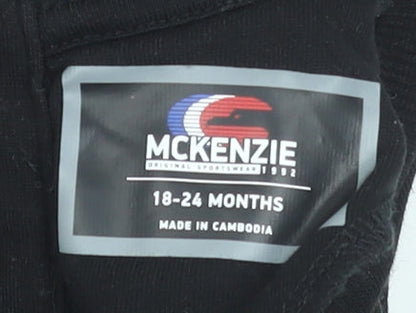 MCKENZIE
ORIGINAL SPORTSWEAR 1992
18-24 MONTHS
MADE IN CAMBODIA